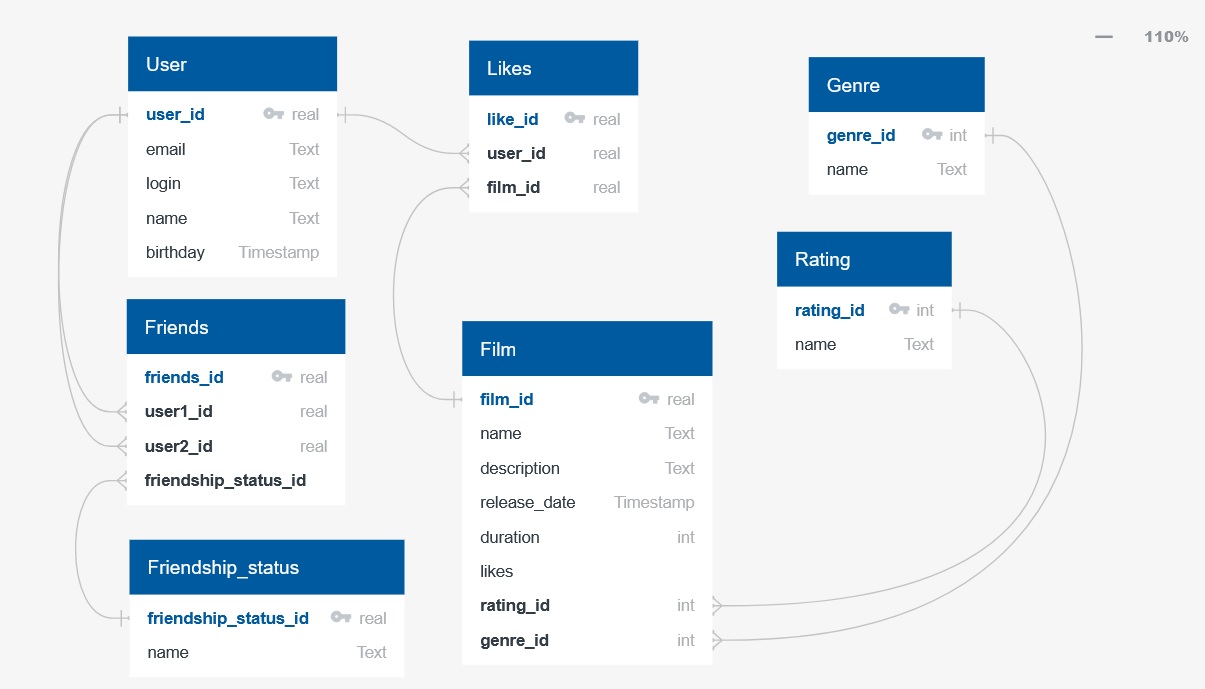 110%
User
user_id real
email Text
login Text
name Text
birthday Timestamp
Likes
like_id real
user_id real
film_id real
Genre
genre_id int
name Text
Rating
rating_id int
name Text
Friends
friends_id real
user1_id real
user2_id real
friendship_status_id
Film
film_id real
name Text
description Text
release_date Timestamp
duration int
likes
rating_id int
genre_id int
Friendship_status
friendship_status_id real
name Text